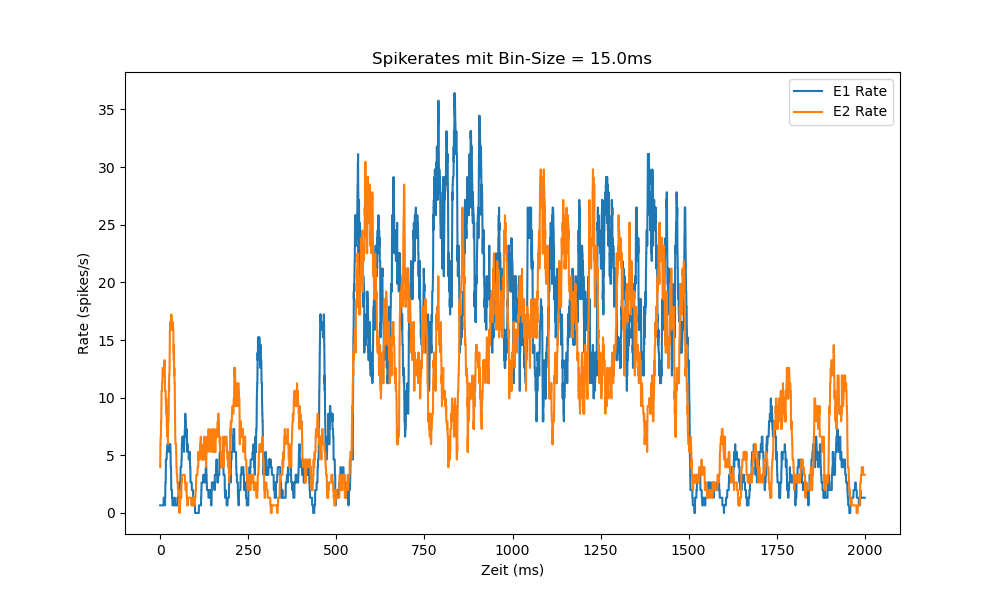 Spikerates mit Bin-Size = 15.0ms
E1 Rate
E2 Rate
Rate (spikes/s)
35
30
25
20
15
10
5
0
0 250 500 750 1000 1250 1500 1750 2000
Zeit (ms)